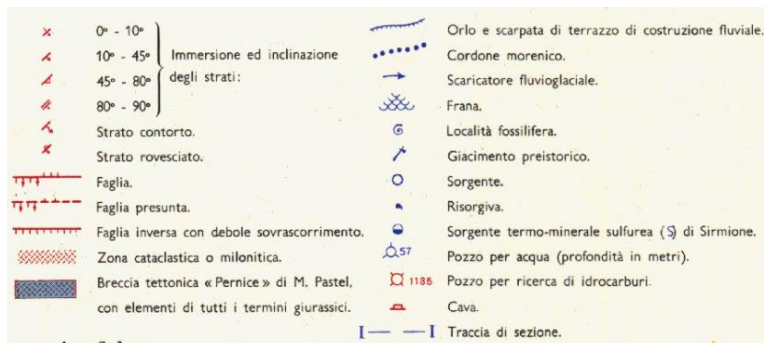 0° - 10°
10° - 45°
45° - 80°
80° - 90°
Immersione ed inclinazione
degli strati:
Strato contorto.
Strato rovesciato.
Faglia.
Faglia presunta.
Faglia inversa con debole sovrascorrimento.
Zona cataclastica o milonitica.
Breccia tettonica « Pernice » di M. Pastel,
con elementi di tutti i termini giurassici.
Orlo e scarpata di terrazzo di costruzione fluviale.
Cordone morenico.
Scaricatore fluvioglaciale.
Frana.
Località fossilifera.
Giacimento preistorico.
Sorgente.
Risorgiva.
Sorgente termo-minerale sulfurea (S) di Sirmione.
57 Pozzo per acqua (profondità in metri).
1135 Pozzo per ricerca di idrocarburi.
Cava.
I — — I Traccia di sezione.